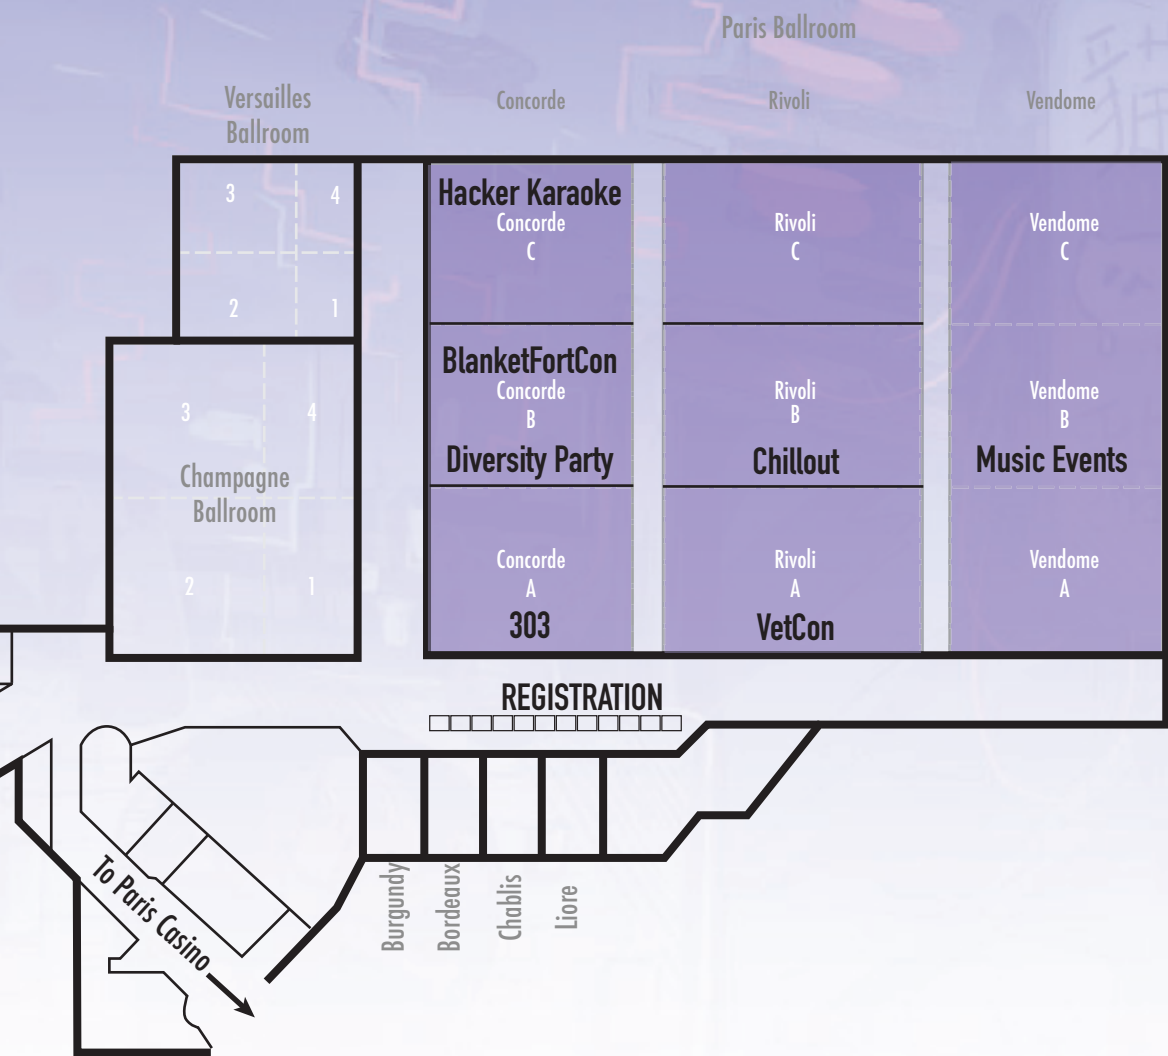 Paris Ballroom
Versailles
Ballroom
Concorde
Rivoli
Vendome
3
4
2
1
Hacker Karaoke
Concorde
C
Rivoli
C
Vendome
C
BlanketFortCon
Concorde
B
Diversity Party
Rivoli
B
Chillout
Vendome
B
Music Events
3
4
Champagne
Ballroom
2
1
Concorde
A
303
Rivoli
A
VetCon
Vendome
A
REGISTRATION
Burgundy
Bordeaux
Chablis
Liore
To Paris Casino